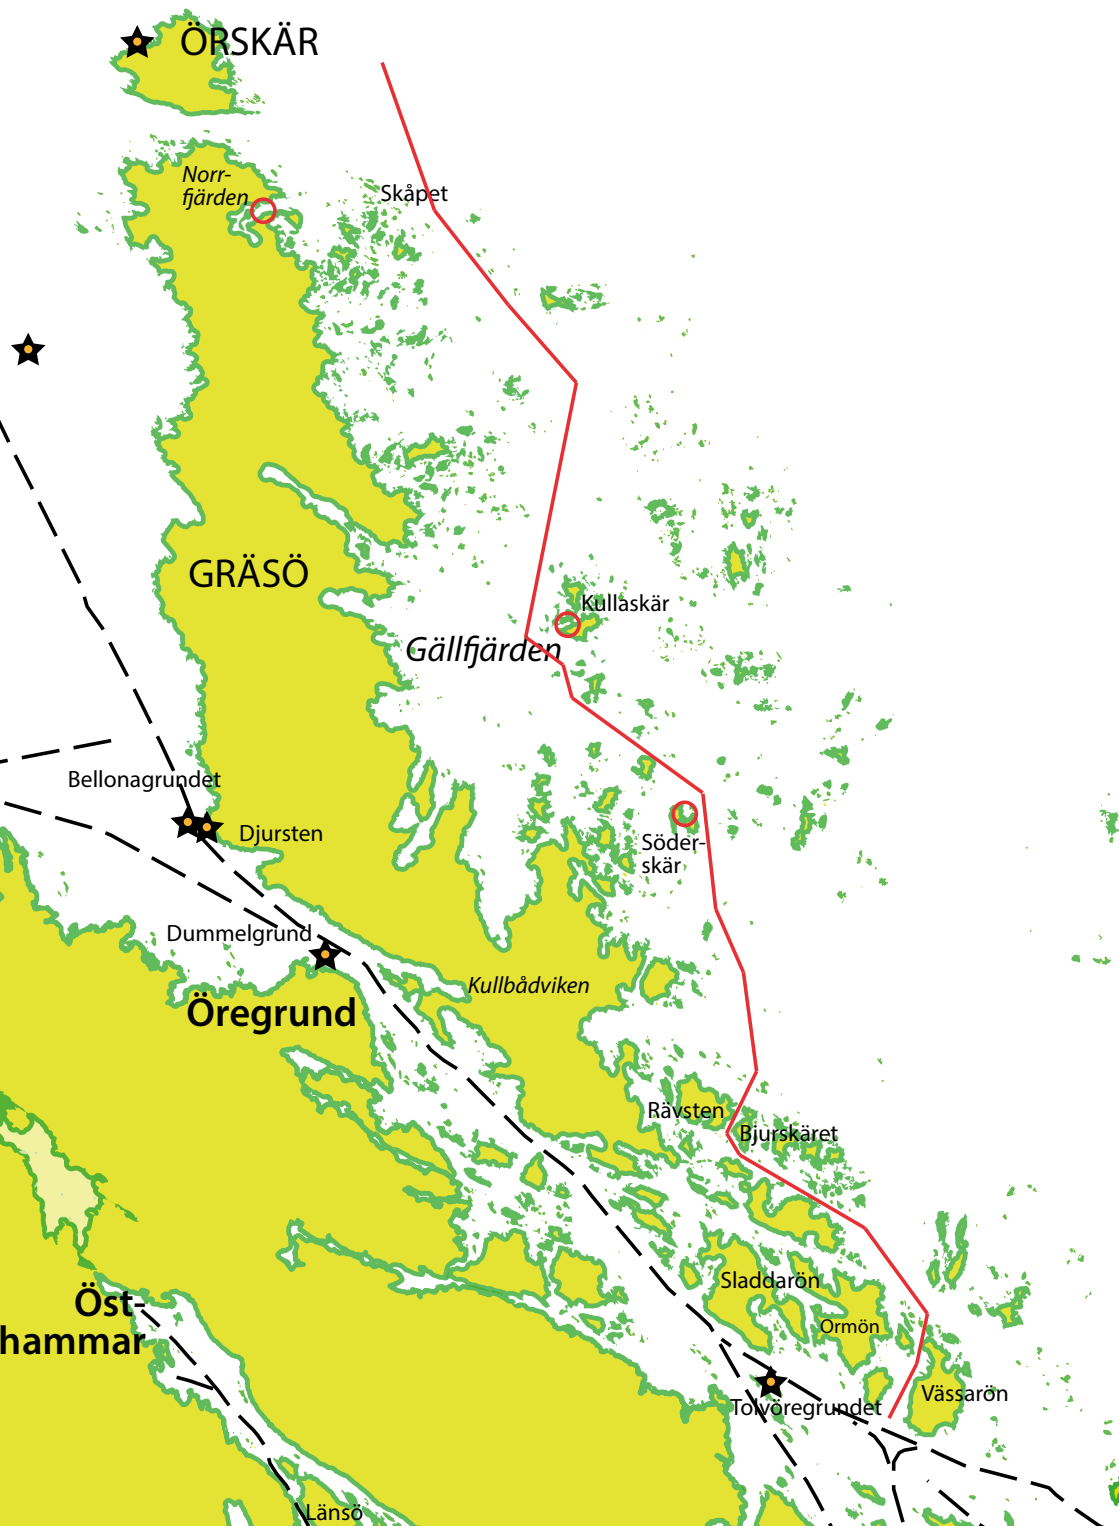 ÖRSKÄR
Norr-
fjärden
Skåpet
GRÄSÖ
Kullaskär
Gällfjärden
Bellonagrundet
Djursten
Söder-
skär
Dummelgrund
Kullbådviken
Öregrund
Rävsten
Bjurskäret
Sladdarön
Öst-
hammar
Ormön
Vässarön
Tolvöregrundet
Länsö